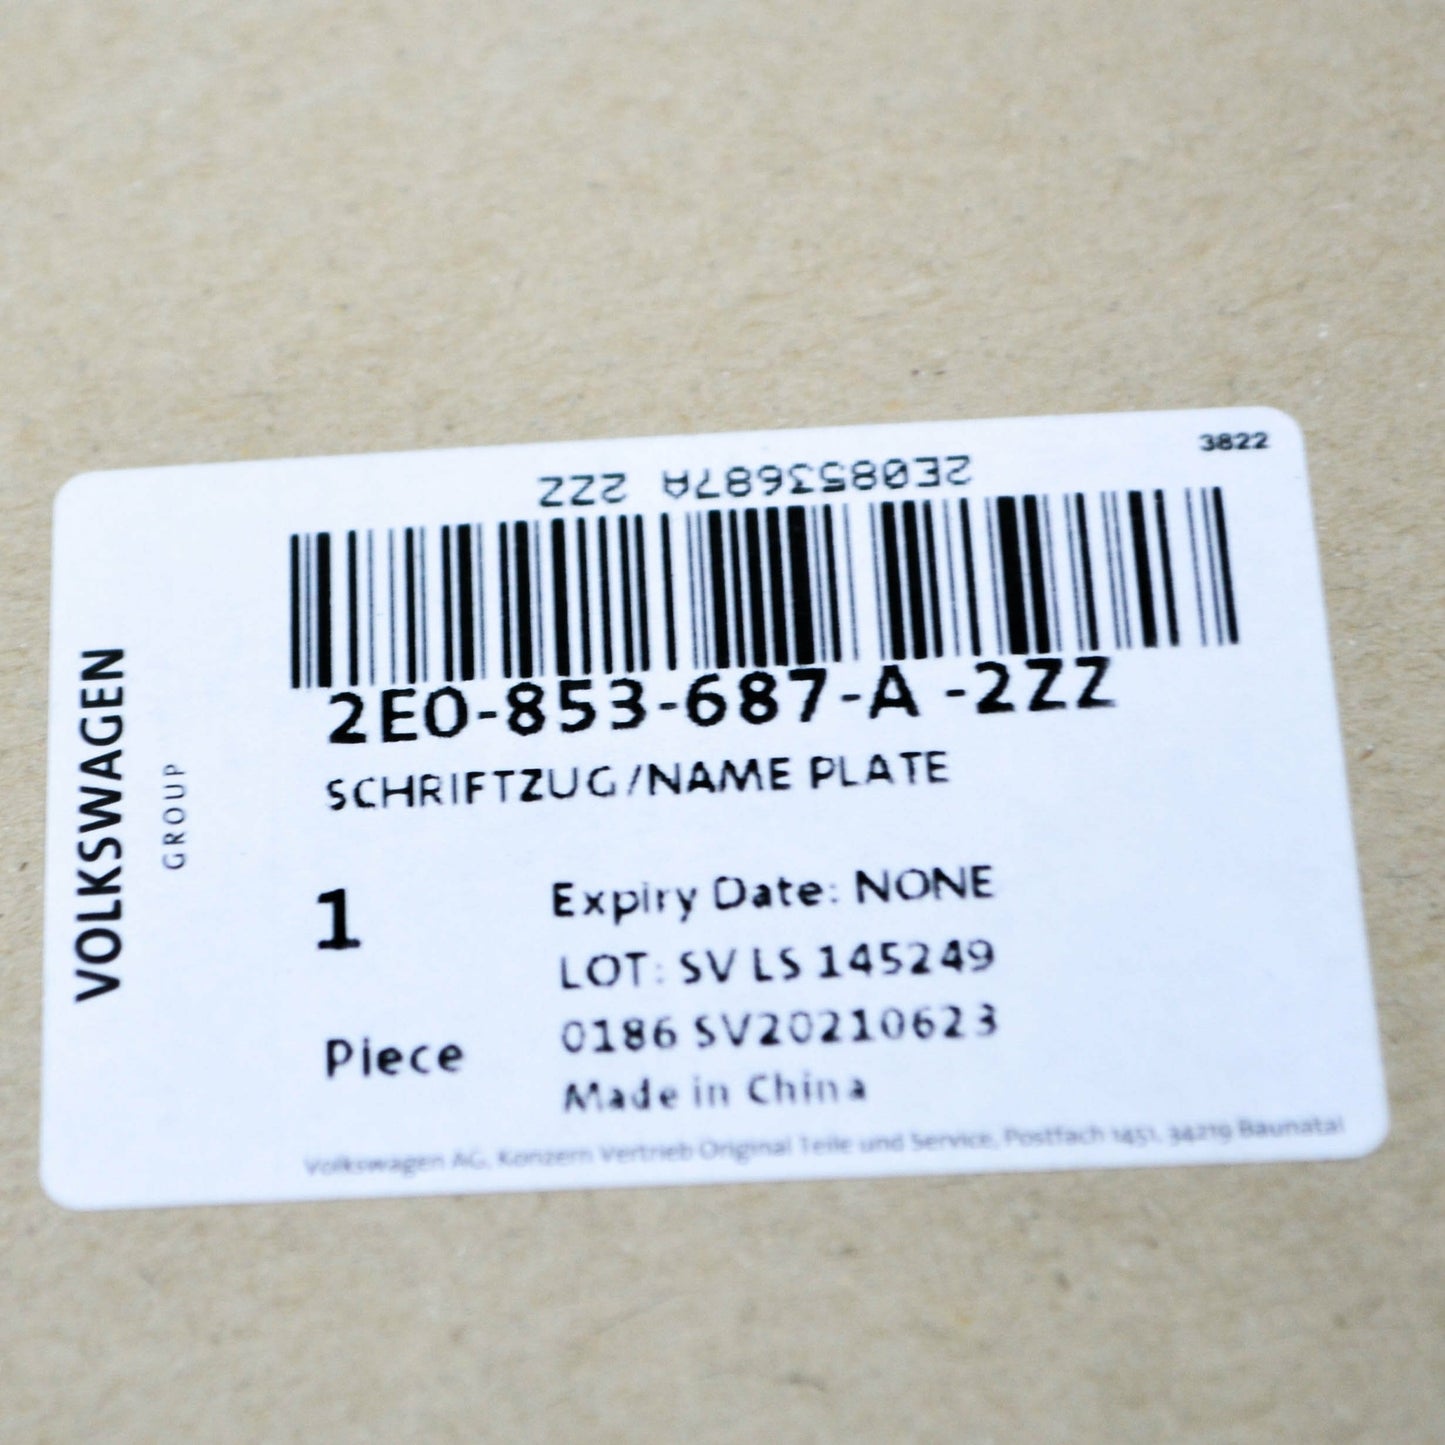 3822
2E0853687A 2ZZ
2E0-853-687-A -2ZZ
SCHRIFTZUG/NAME PLATE
VOLKSWAGEN
GROUP
1
Piece
Expiry Date: NONE
LOT: SV LS 145249
0186 SV20210623
Made in China
Volkswagen AG, Konzern Vertrieb Original Teile und Service, Postfach 1451, 34219 Baunatal